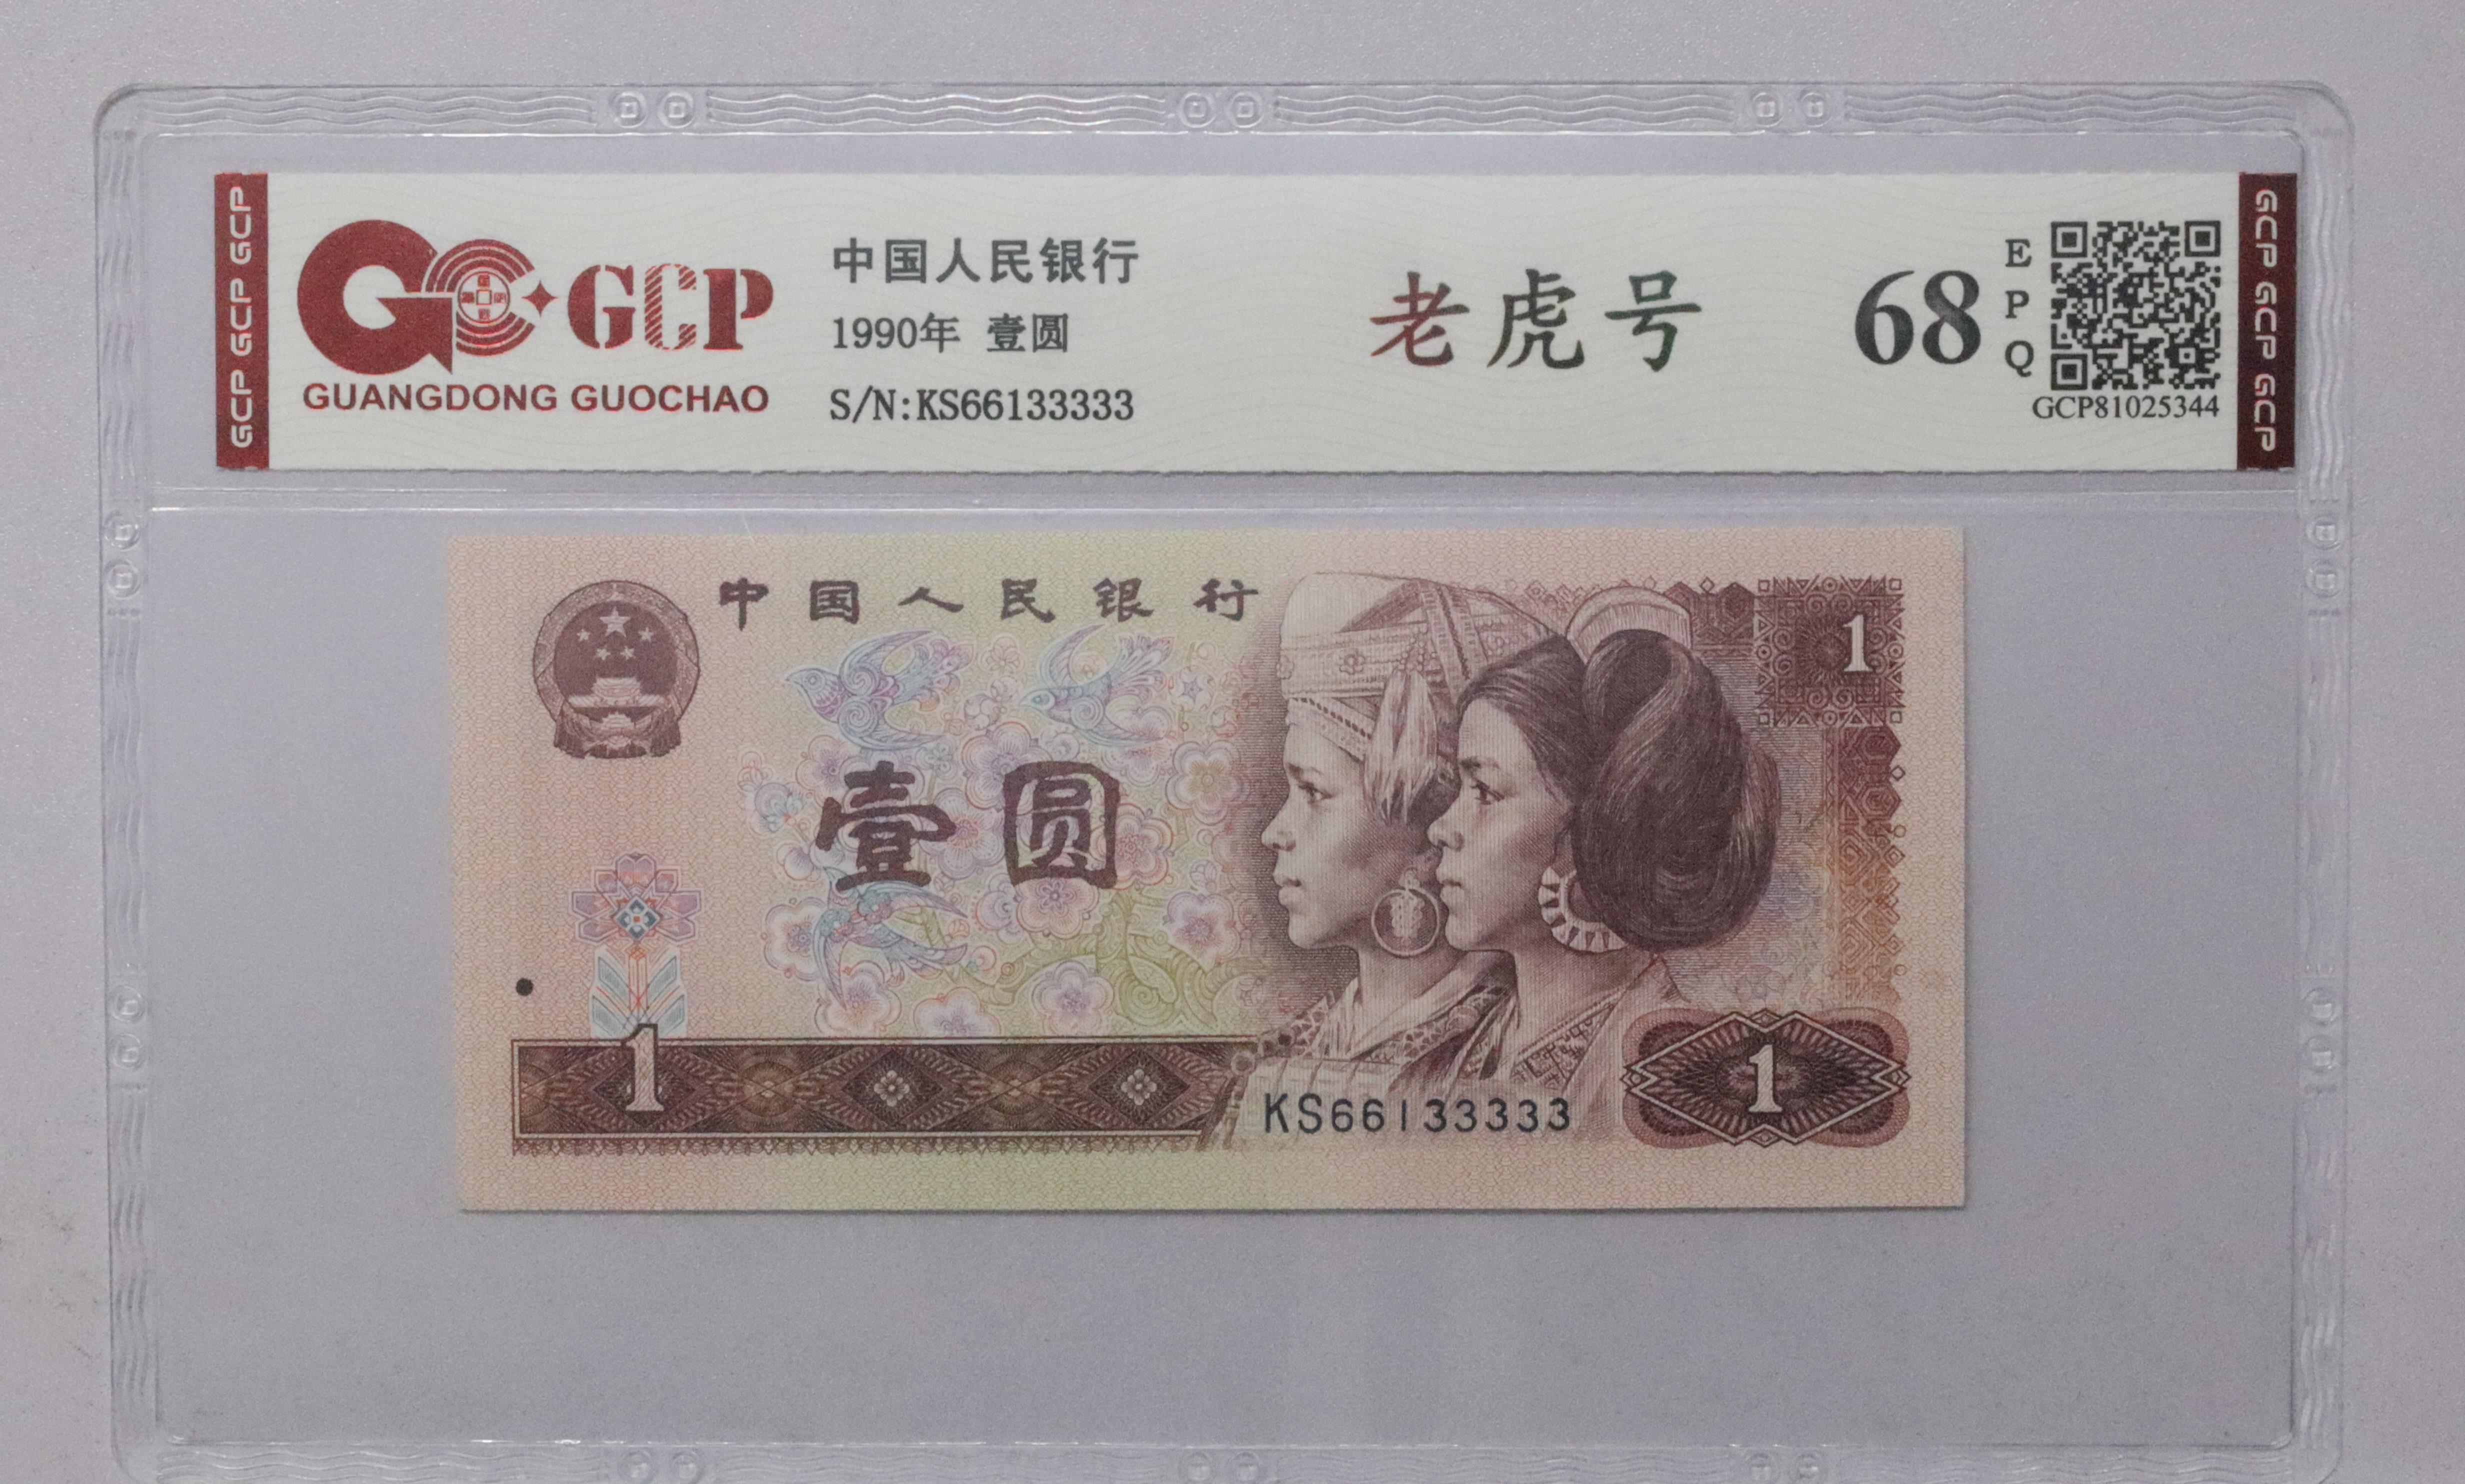 GCP GCP GCP
GCP
GUANGDONG GUOCHAO
中国人民银行
1990年 壹圆
S/N:KS66133333
老虎号
68
EPQ
GCP81025344
GCP GCP GCP
中国人民银行
1
壹圆
1
KS66133333
1